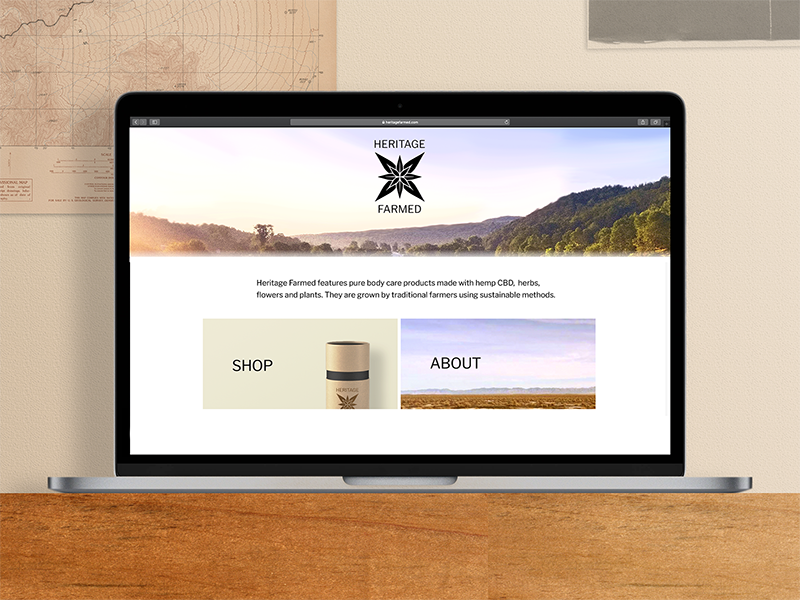 heritagefarmed.com
HERITAGE
FARMED
Heritage Farmed features pure body care products made with hemp CBD, herbs,
flowers and plants. They are grown by traditional farmers using sustainable methods.
SHOP
HERITAGE
ABOUT